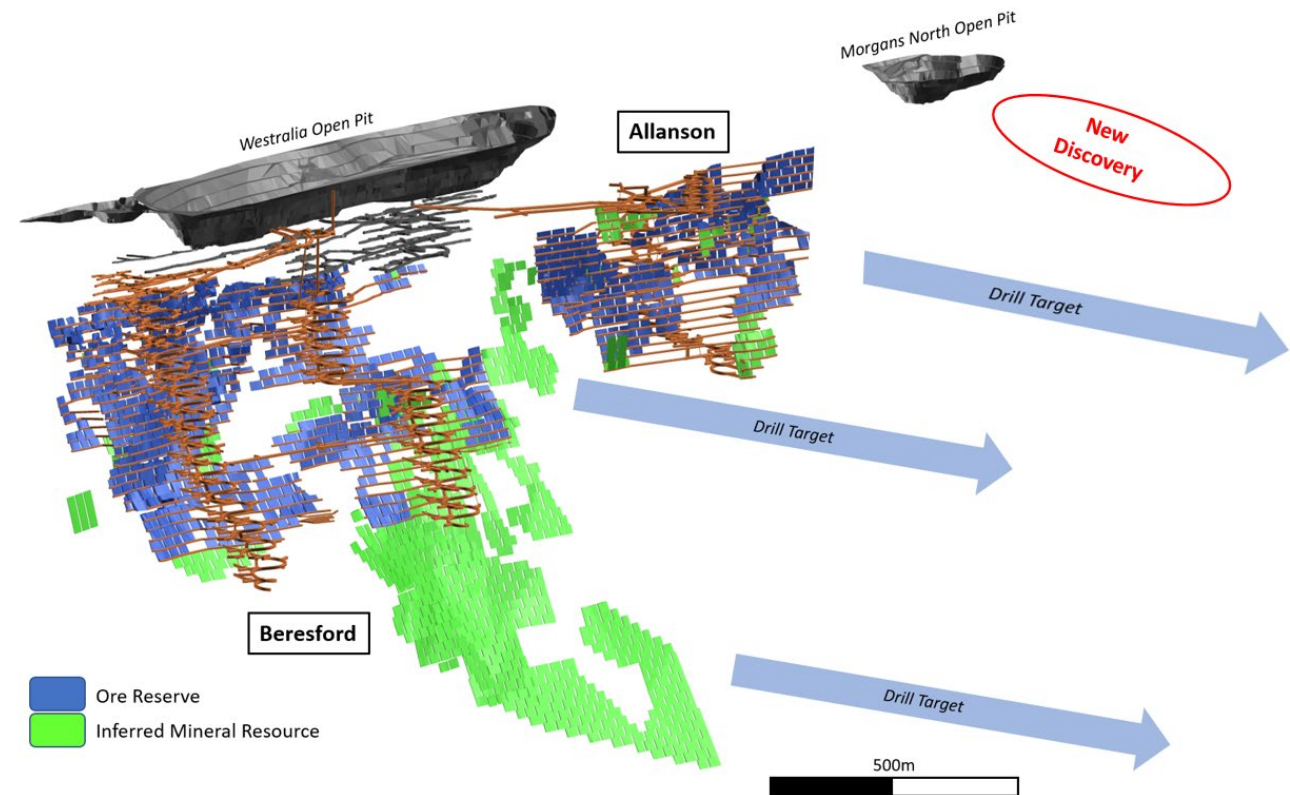 Morgans North Open Pit
Westralia Open Pit
Allanson
New
Discovery
Drill Target
Drill Target
Beresford
Ore Reserve
Inferred Mineral Resource
Drill Target
500m